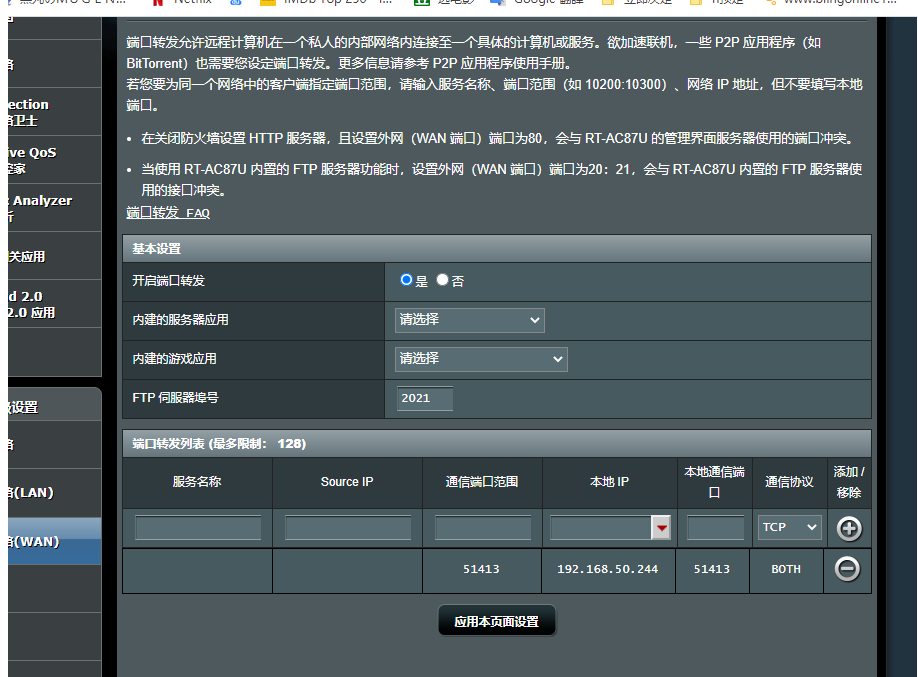 Netflix
IMDb Top 250
Google 翻译
端口转发允许远程计算机在一个私人的内部网络内连接至一个具体的计算机或服务。欲加速联机，一些 P2P 应用程序（如
BitTorrent）也需要您设定端口转发。更多信息请参考 P2P 应用程序使用手册。
若您要为同一个网络中的客户端指定端口范围，请输入服务名称、端口范围（如 10200:10300）、网络 IP 地址，但不要填写本地
端口。
• 在关闭防火墙设置 HTTP 服务器，且设置外网（WAN 端口）端口为80，会与 RT-AC87U 的管理界面服务器使用的端口冲突。
• 当使用 RT-AC87U 内置的 FTP 服务器功能时，设置外网（WAN 端口）端口为20：21，会与 RT-AC87U 内置的 FTP 服务器使
用的接口冲突。
端口转发 FAQ
ection
卫士
ive QoS
管家
Analyzer
析
关应用
d 2.0
2.0 应用
设置
(LAN)
(WAN)
基本设置
开启端口转发 是 否
内建的服务器应用 请选择
内建的游戏应用 请选择
FTP 伺服器埠号 2021
端口转发列表 (最多限制： 128)
服务名称 Source IP 通信端口范围 本地 IP 本地通信端口 通信协议 添加 / 移除
TCP
51413 192.168.50.244 51413 BOTH
应用本页面设置